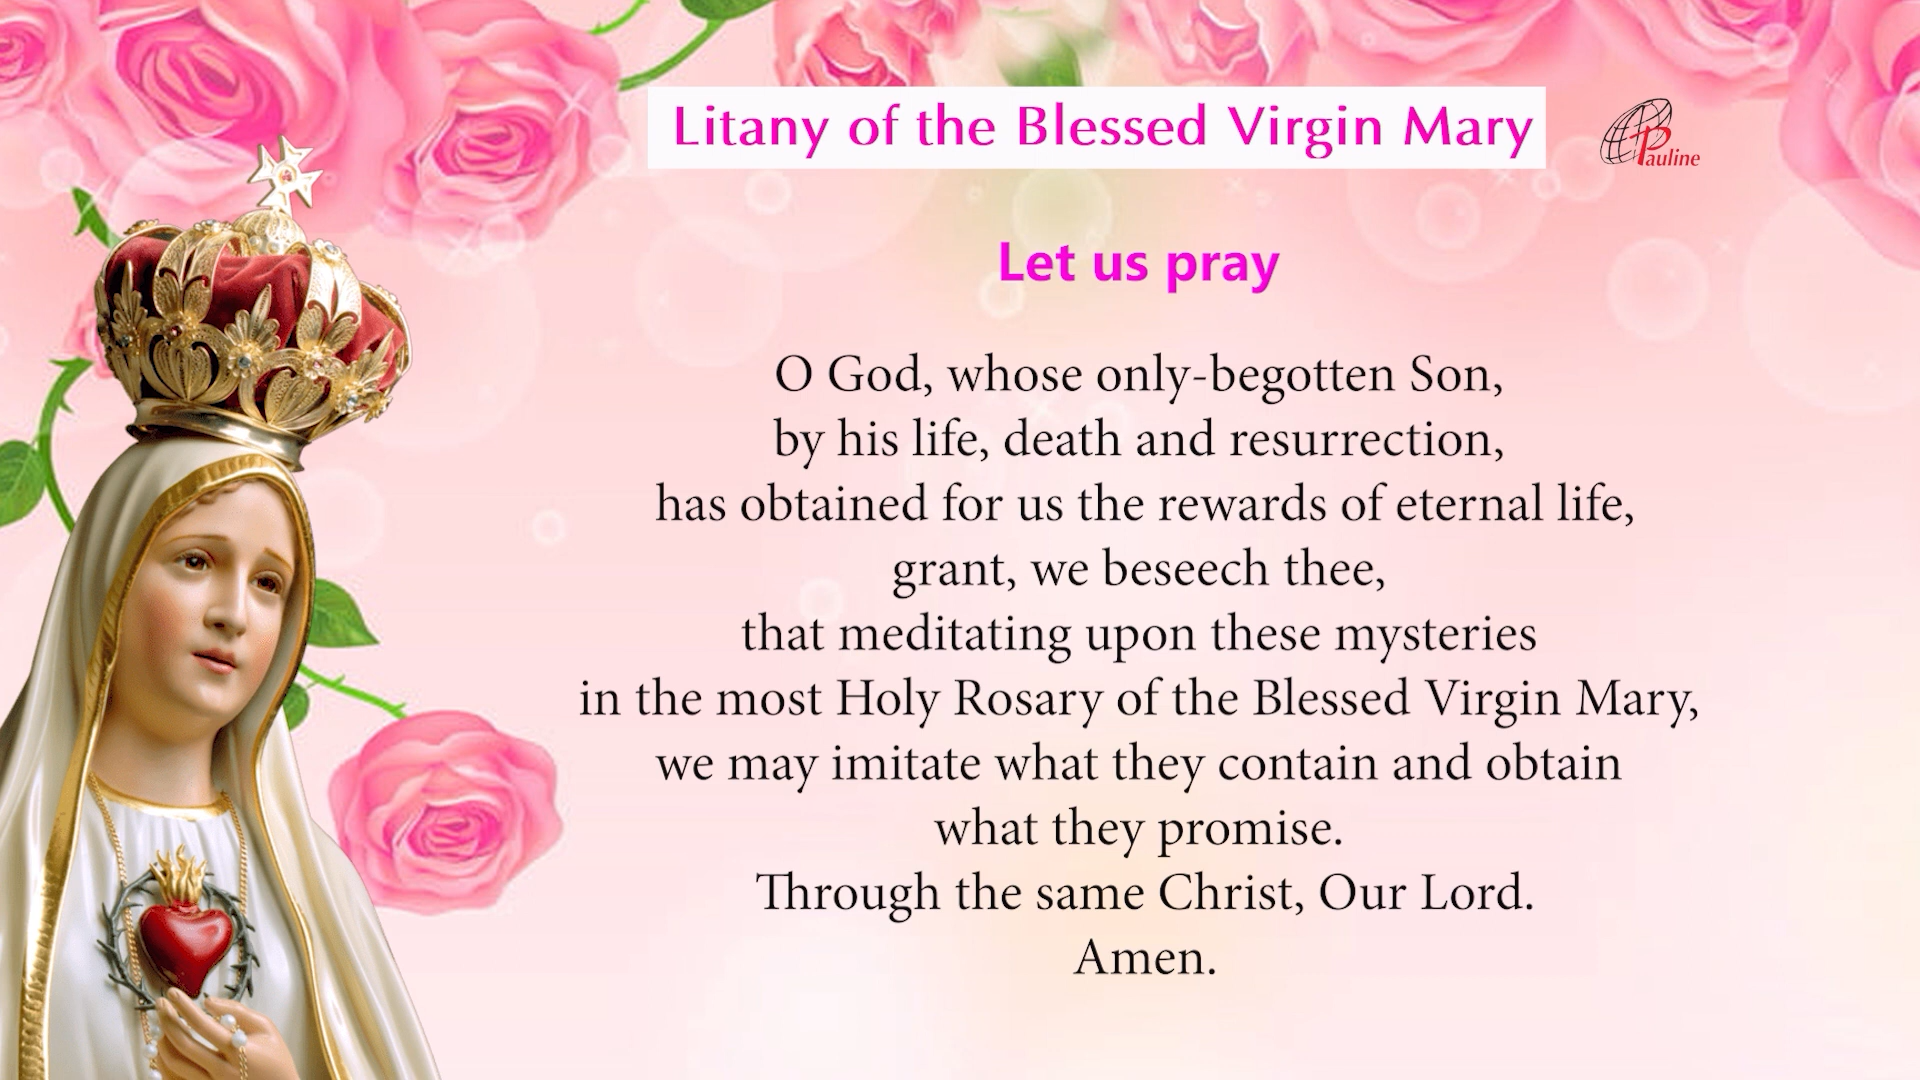 Litany of the Blessed Virgin Mary
Pauline
Let us pray
O God, whose only-begotten Son,
by his life, death and resurrection,
has obtained for us the rewards of eternal life,
grant, we beseech thee,
that meditating upon these mysteries
in the most Holy Rosary of the Blessed Virgin Mary,
we may imitate what they contain and obtain
what they promise.
Through the same Christ, Our Lord.
Amen.